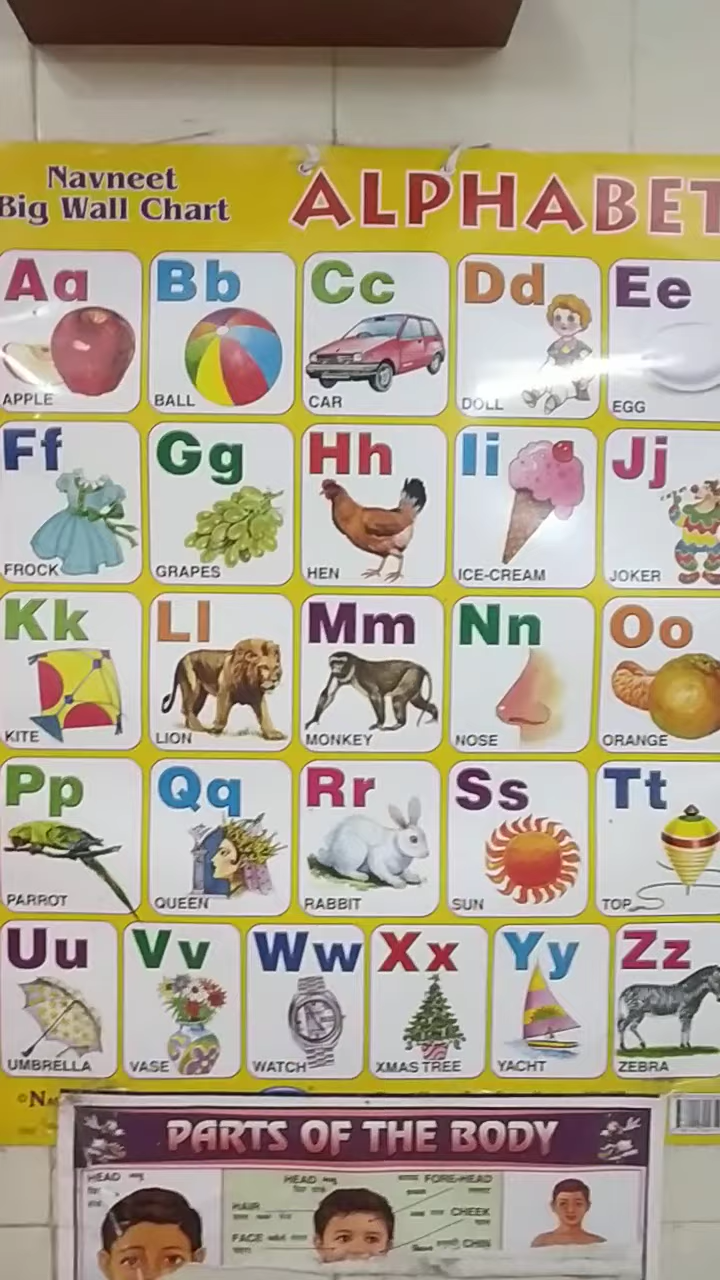 Navneet
Big Wall Chart
ALPHABET
Aa Bb Cc Dd Ee
APPLE BALL CAR DOLL EGG
Ff Gg Hh Ii Jj
FROCK GRAPES HEN ICE-CREAM JOKER
Kk Ll Mm Nn Oo
KITE LION MONKEY NOSE ORANGE
Pp Qq Rr Ss Tt
PARROT QUEEN RABBIT SUN TOP
Uu Vv Ww Xx Yy Zz
UMBRELLA VASE WATCH XMAS TREE YACHT ZEBRA
PARTS OF THE BODY
HEAD HEAD FORE-HEAD
HAIR CHEEK
FACE CHIN